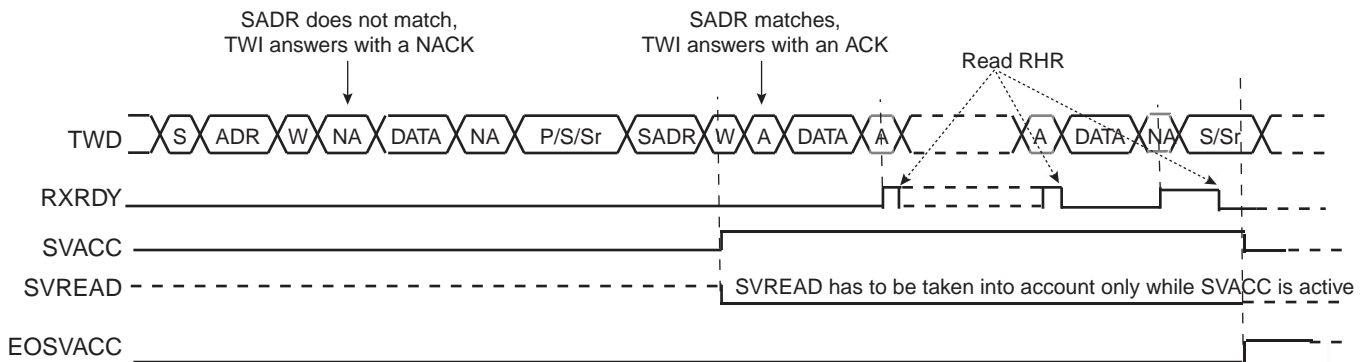 SADR does not match,
TWI answers with a NACK
SADR matches,
TWI answers with an ACK
Read RHR
TWD S ADR W NA DATA NA P/S/Sr SADR W A DATA A A DATA NA S/Sr
RXRDY
SVACC
SVREAD SVREAD has to be taken into account only while SVACC is active
EOSVACC